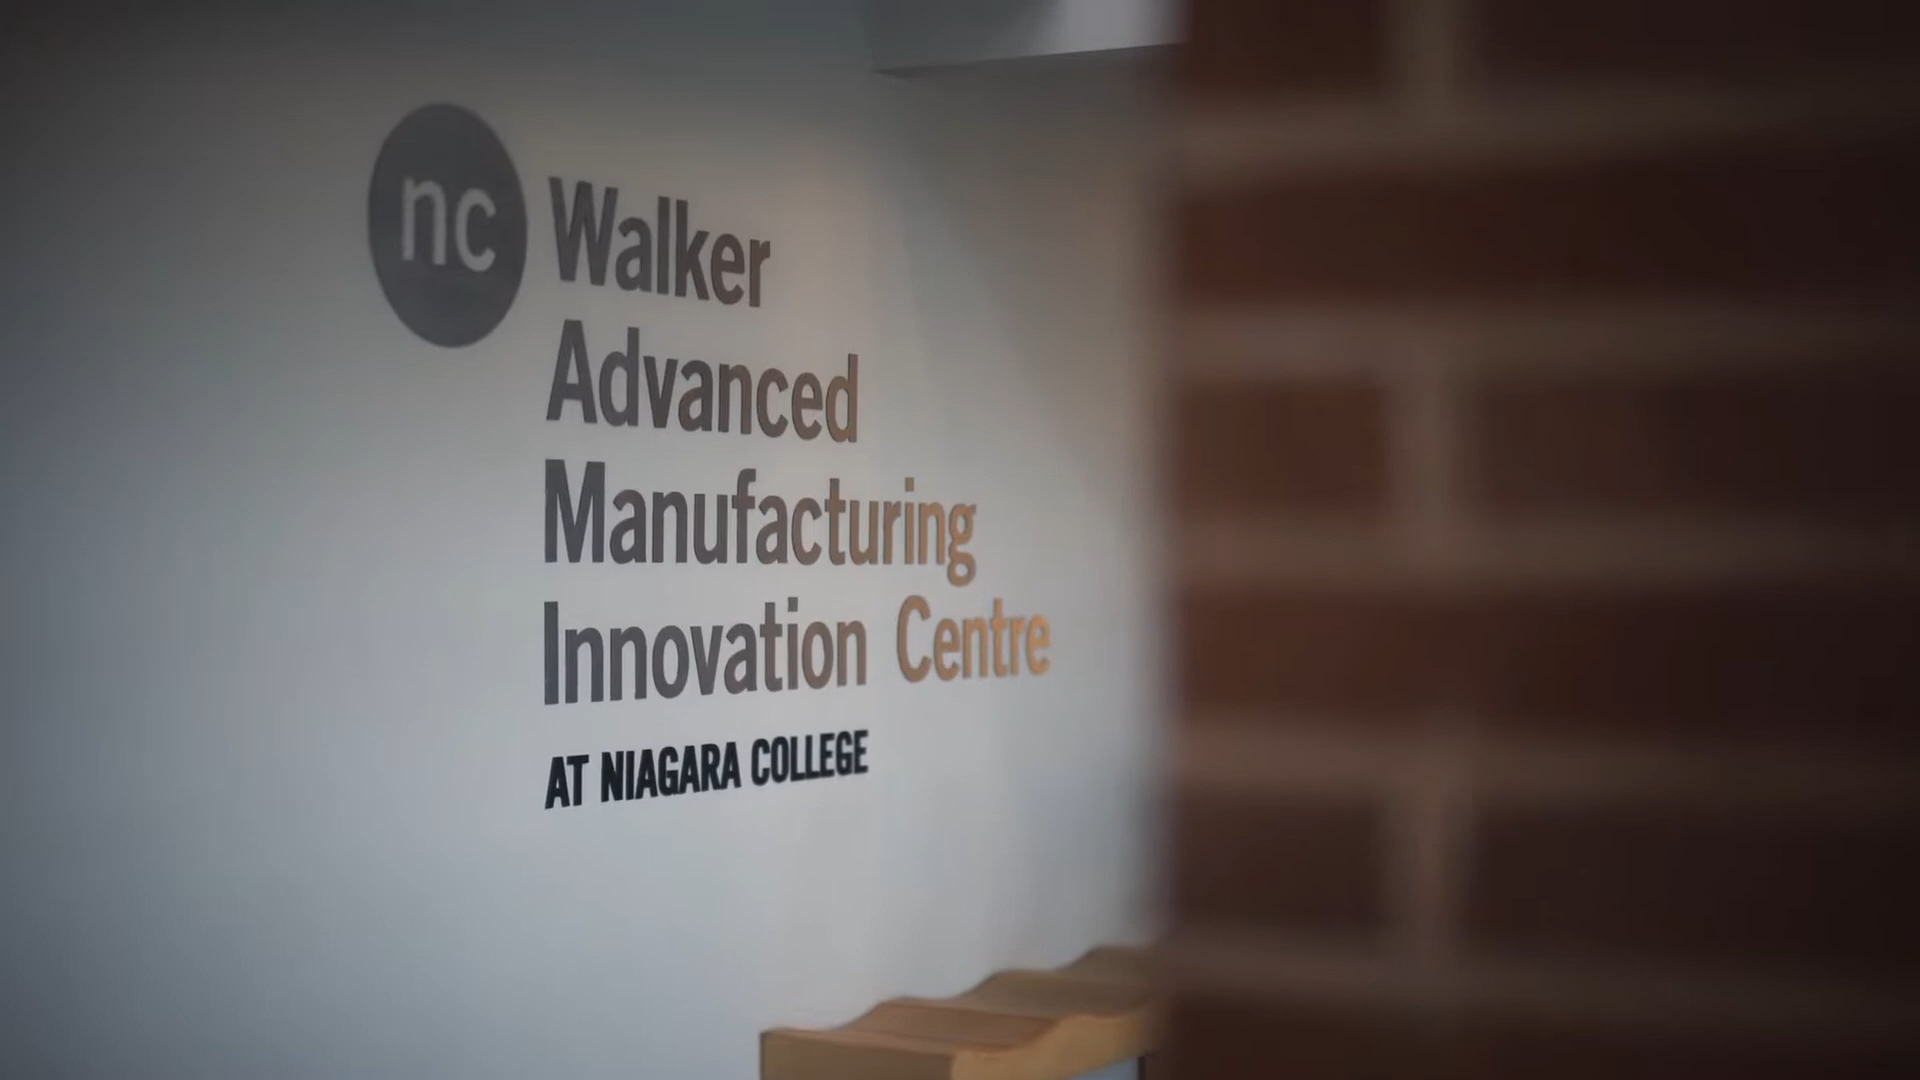 nc
Walker
Advanced
Manufacturing
Innovation Centre
AT NIAGARA COLLEGE